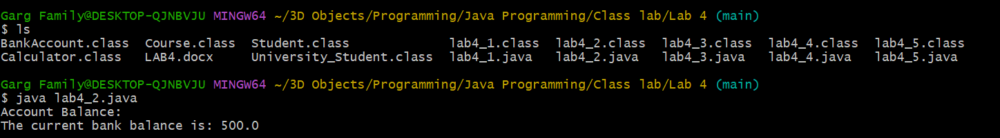 Garg Family@DESKTOP-QJNBVJU MINGW64 ~/3D Objects/Programming/Java Programming/Class lab/Lab 4 (main)
$ ls
BankAccount.class  Course.class  Student.class             lab4_1.class  lab4_2.class  lab4_3.class  lab4_4.class  lab4_5.class
Calculator.class   LAB4.docx     University_Student.class  lab4_1.java   lab4_2.java   lab4_3.java   lab4_4.java   lab4_5.java
Garg Family@DESKTOP-QJNBVJU MINGW64 ~/3D Objects/Programming/Java Programming/Class lab/Lab 4 (main)
$ java lab4_2.java
Account Balance:
The current bank balance is: 500.0